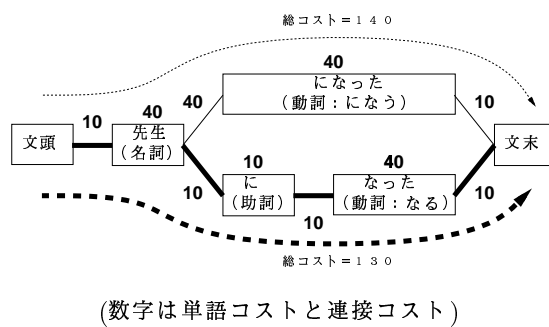 総コスト＝１４０
40
になった
(動詞：になう)
40
10
10
40
先生
(名詞)
文頭
文末
10
に
(助詞)
40
なった
(動詞：なる)
10
10
10
総コスト＝１３０
(数字は単語コストと連接コスト)